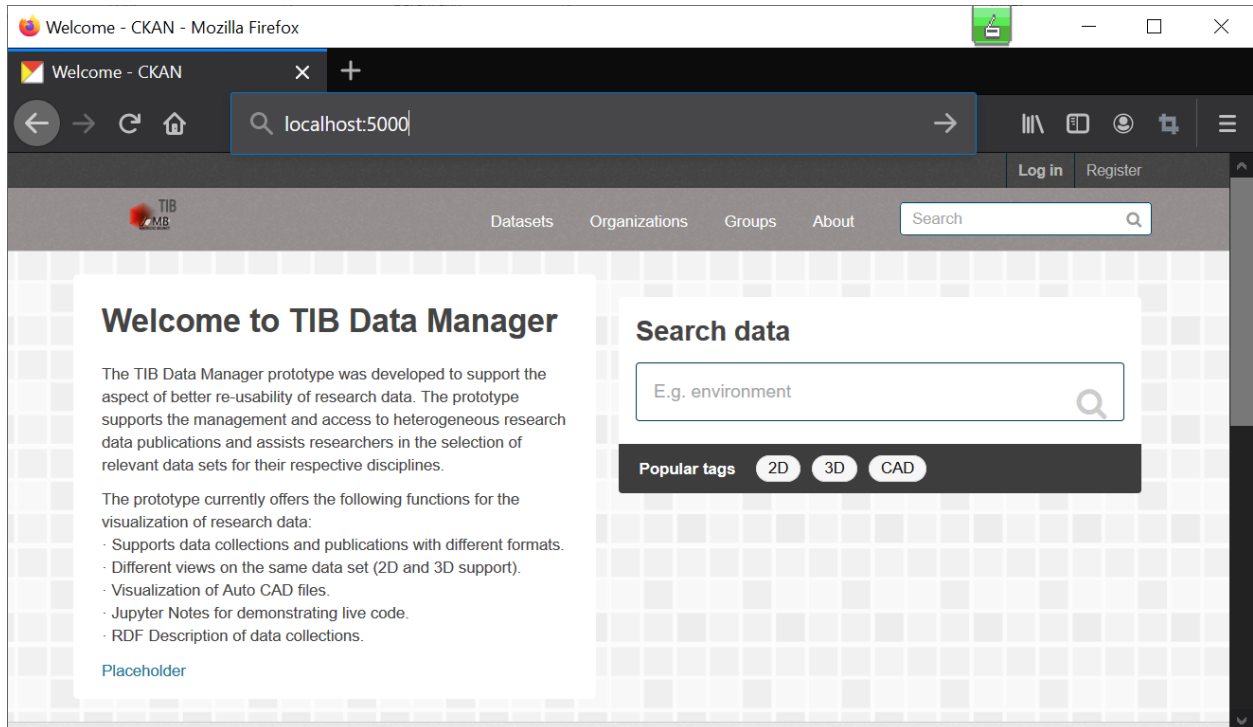 Welcome - CKAN - Mozilla Firefox
Welcome - CKAN
localhost:5000
Log in Register
TIB
MB
Datasets Organizations Groups About Search
Welcome to TIB Data Manager
The TIB Data Manager prototype was developed to support the
aspect of better re-usability of research data. The prototype
supports the management and access to heterogeneous research
data publications and assists researchers in the selection of
relevant data sets for their respective disciplines.
The prototype currently offers the following functions for the
visualization of research data:
· Supports data collections and publications with different formats.
· Different views on the same data set (2D and 3D support).
· Visualization of Auto CAD files.
· Jupyter Notes for demonstrating live code.
· RDF Description of data collections.
Placeholder
Search data
E.g. environment
Popular tags 2D 3D CAD